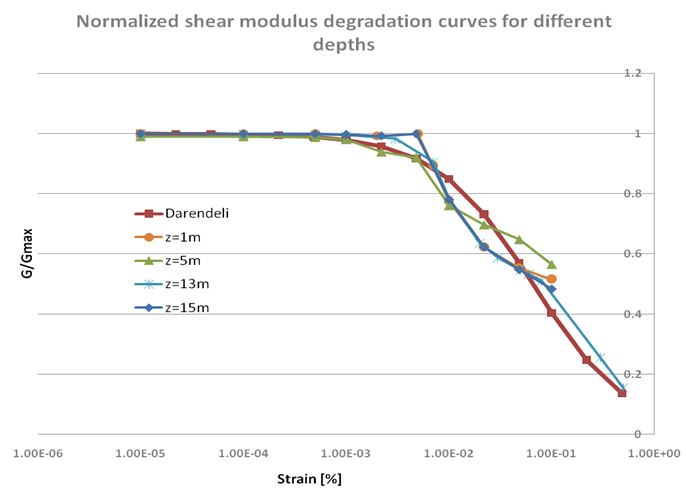 Normalized shear modulus degradation curves for different
depths
1.2
1
0.8
0.6
0.4
0.2
0
G/Gmax
Darendeli
z=1m
z=5m
z=13m
z=15m
1.00E-06 1.00E-05 1.00E-04 1.00E-03 1.00E-02 1.00E-01 1.00E+00
Strain [%]